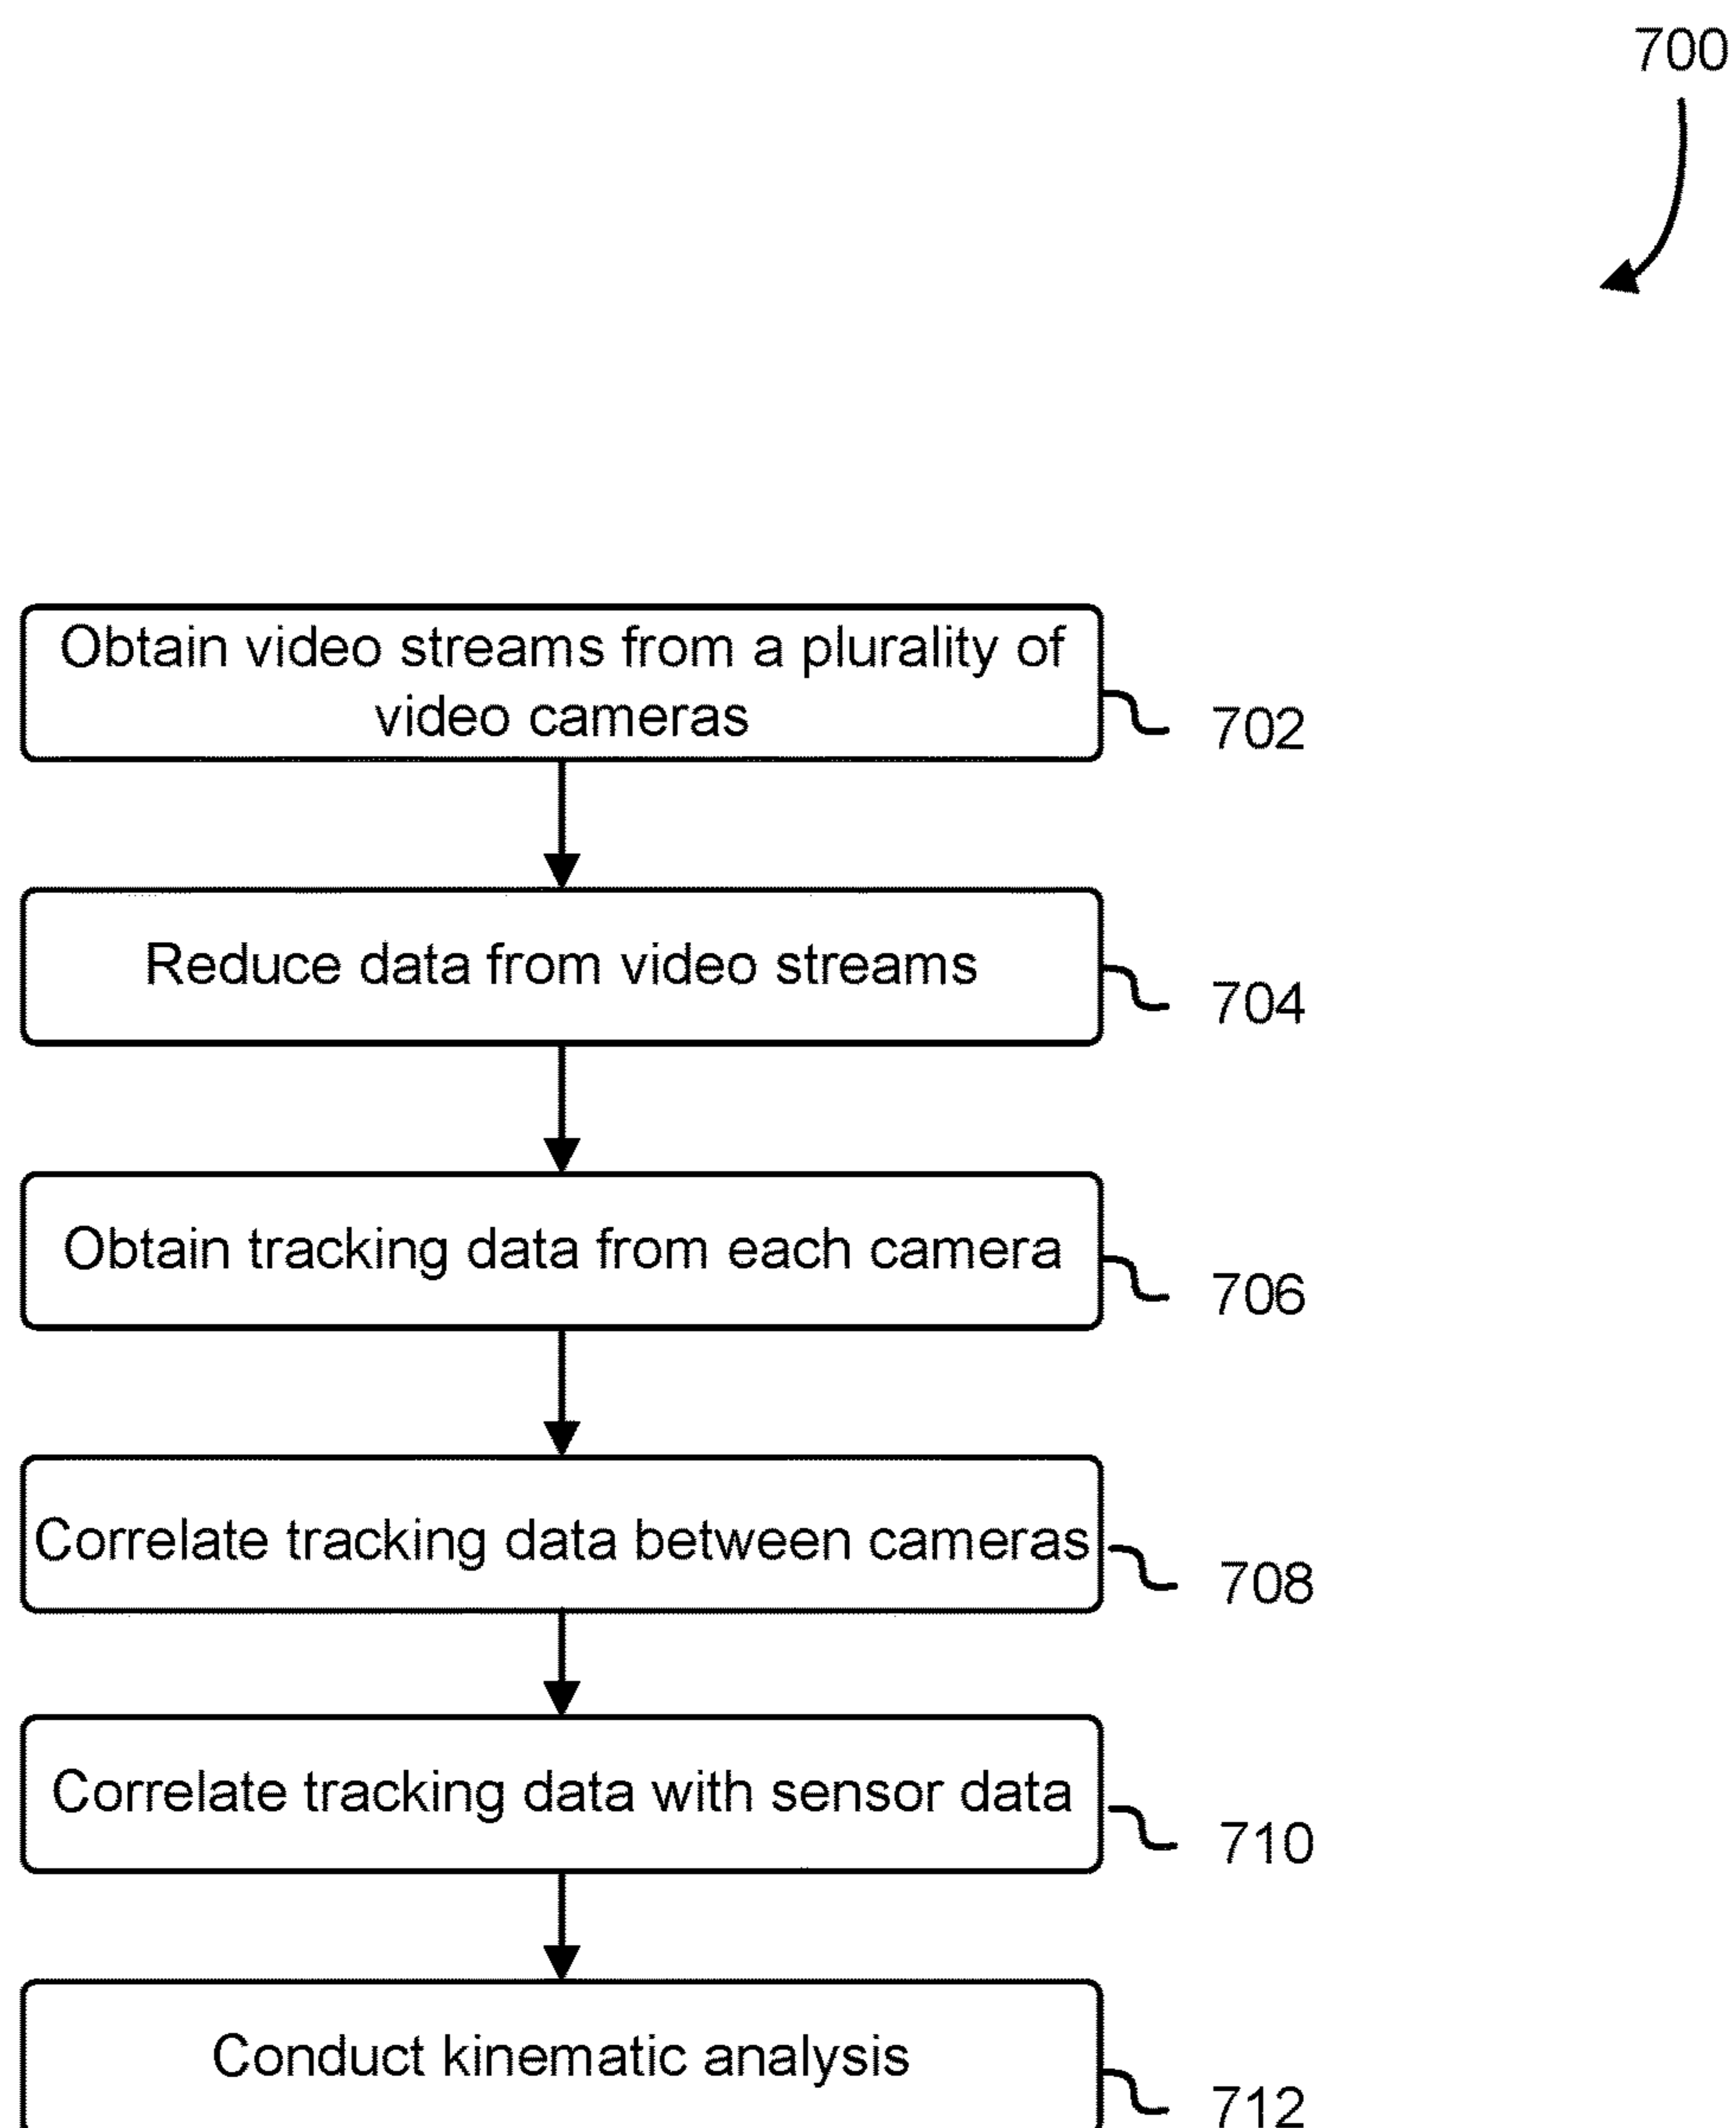 700
Obtain video streams from a plurality of
video cameras
702
Reduce data from video streams
704
Obtain tracking data from each camera
706
Correlate tracking data between cameras
708
Correlate tracking data with sensor data
710
Conduct kinematic analysis
712